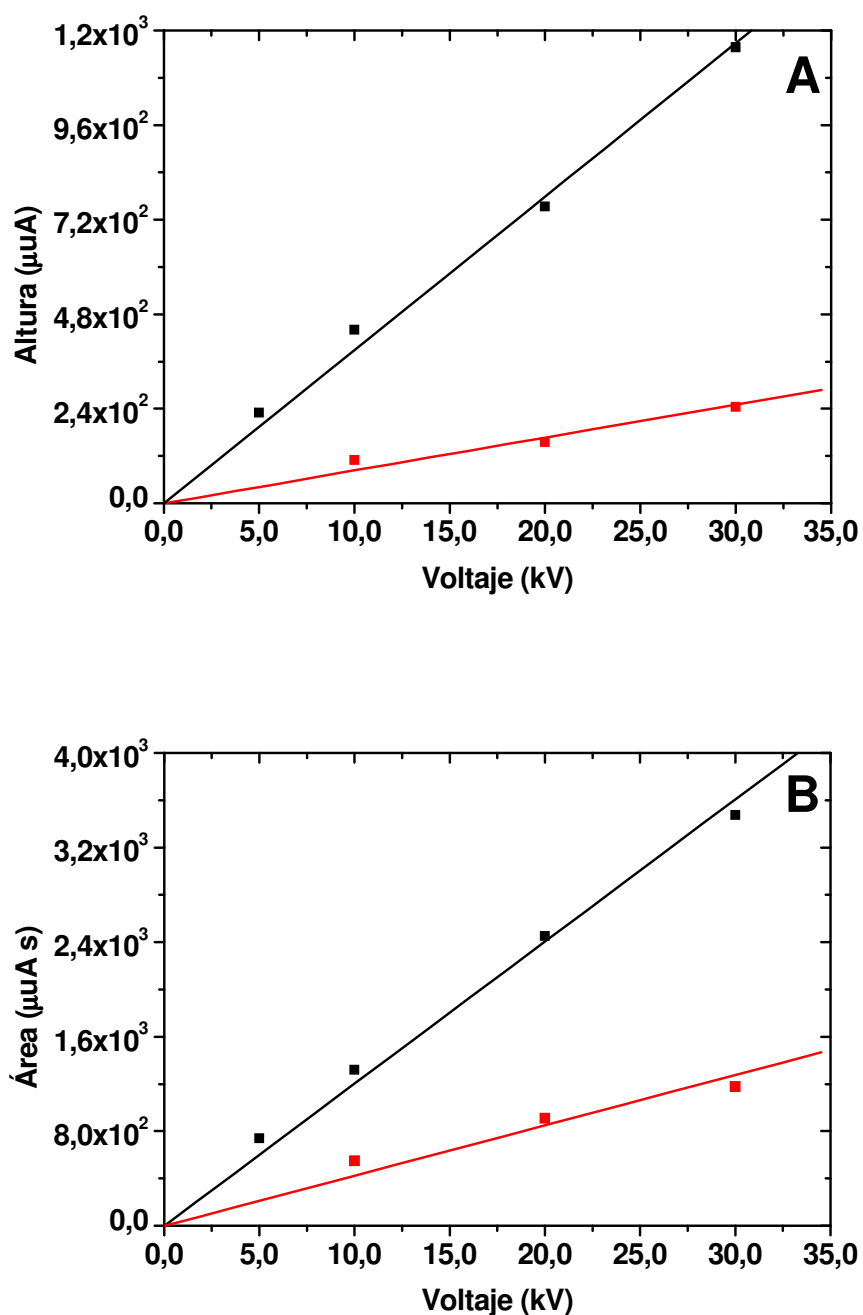 A
1,2x10³
9,6x10²
7,2x10²
4,8x10²
2,4x10²
0,0
Altura (µuA)
0,0 5,0 10,0 15,0 20,0 25,0 30,0 35,0
Voltaje (kV)
B
4,0x10³
3,2x10³
2,4x10³
1,6x10³
8,0x10²
0,0
Área (µuA s)
0,0 5,0 10,0 15,0 20,0 25,0 30,0 35,0
Voltaje (kV)